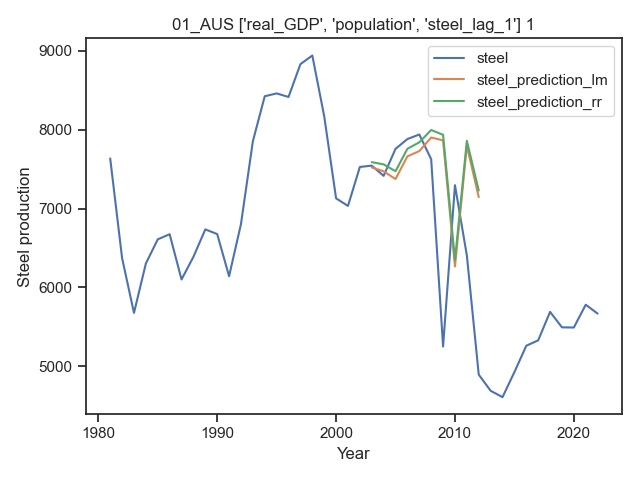 01_AUS ['real_GDP', 'population', 'steel_lag_1'] 1
steel
steel_prediction_lm
steel_prediction_rr
Steel production
9000
8000
7000
6000
5000
1980
1990
2000
2010
2020
Year